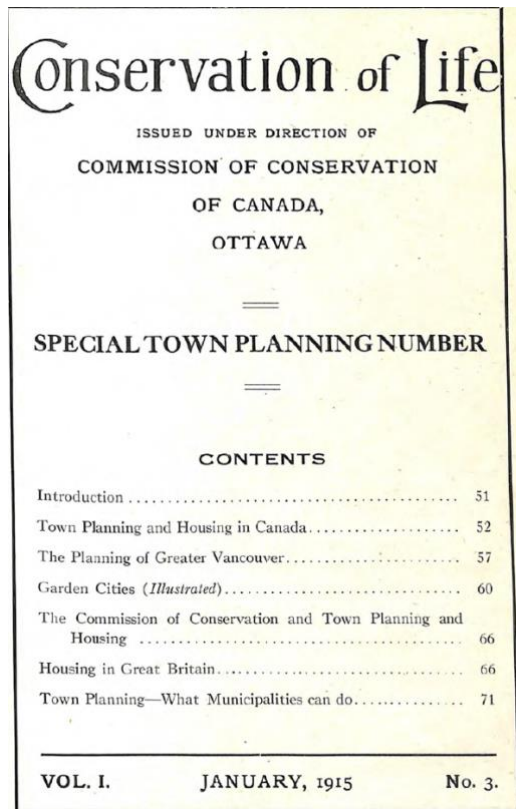 Conservation of Life
ISSUED UNDER DIRECTION OF
COMMISSION OF CONSERVATION
OF CANADA,
OTTAWA
SPECIAL TOWN PLANNING NUMBER
CONTENTS
Introduction ............................................ 51
Town Planning and Housing in Canada.................... 52
The Planning of Greater Vancouver....................... 57
Garden Cities (Illustrated)............................... 60
The Commission of Conservation and Town Planning and
Housing ........................................... 66
Housing in Great Britain................................ 66
Town Planning—What Municipalities can do............... 71
VOL. I. JANUARY, 1915 No. 3.